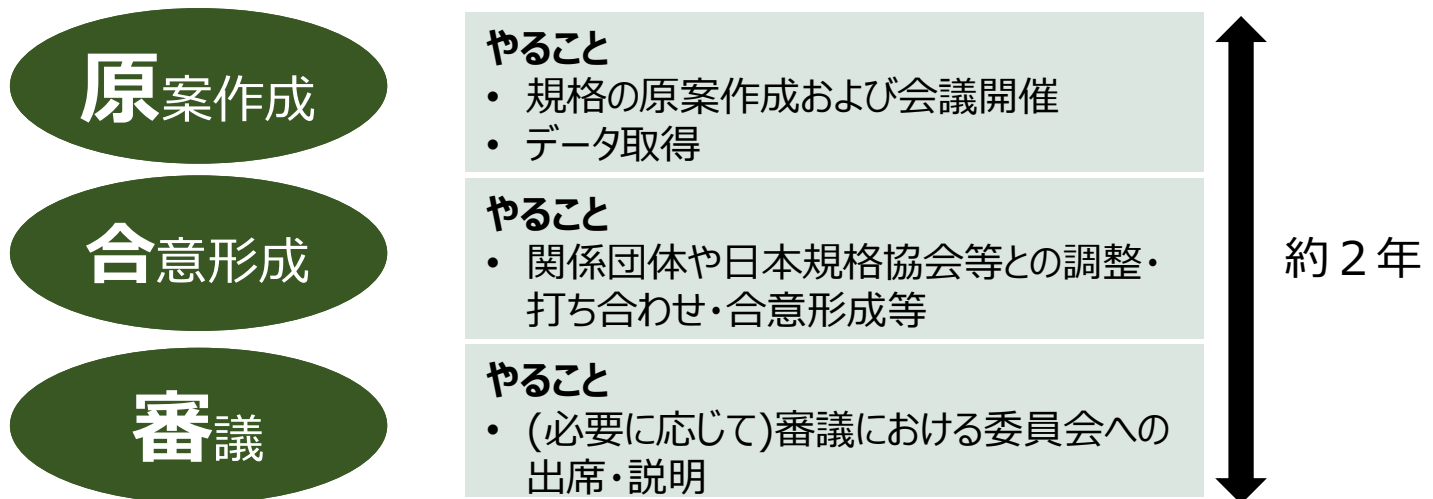 原案作成
やること
• 規格の原案作成および会議開催
• データ取得
合意形成
やること
• 関係団体や日本規格協会等との調整・
打ち合わせ・合意形成等
審議
やること
• (必要に応じて)審議における委員会への
出席・説明
約２年